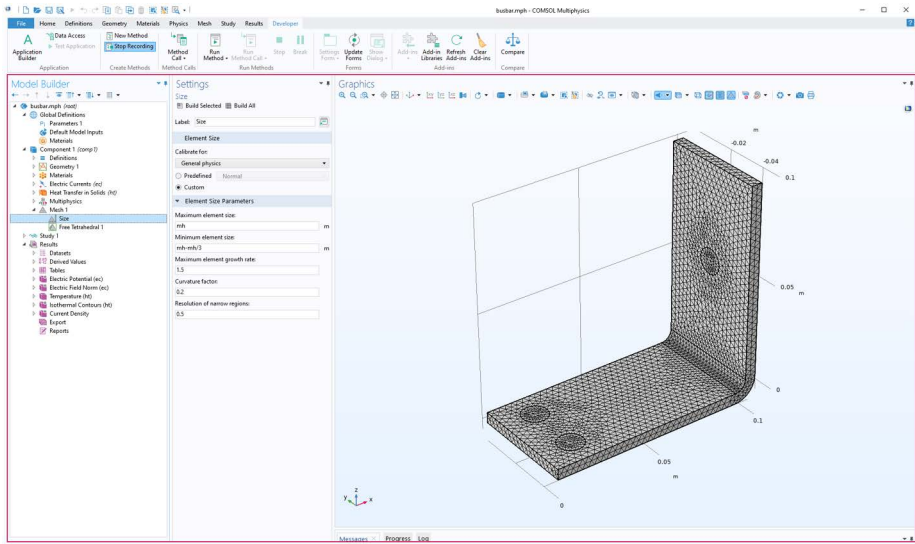 busbar.mph - COMSOL Multiphysics
File Home Definitions Geometry Materials Physics Mesh Study Results Developer
Application Builder
Data Access
Test Application
Application
New Method
Stop Recording
Create Methods
Method Call
Method Calls
Run Method
Run Method Call
Stop
Break
Run Methods
Settings Form
Update Forms
Show Dialog
Forms
Add-ins
Add-in Libraries
Refresh Add-ins
Clear Add-ins
Add-ins
Compare
Compare
Model Builder
busbar.mph (root)
Global Definitions
Parameters 1
Default Model Inputs
Materials
Component 1 (comp1)
Definitions
Geometry 1
Materials
Electric Currents (ec)
Heat Transfer in Solids (ht)
Multiphysics
Mesh 1
Size
Free Tetrahedral 1
Study 1
Results
Datasets
Derived Values
Tables
Electric Potential (ec)
Electric Field Norm (ec)
Temperature (ht)
Isothermal Contours (ht)
Current Density
Export
Reports
Settings
Size
Build Selected Build All
Label: Size
Element Size
Calibrate for:
General physics
Predefined Normal
Custom
Element Size Parameters
Maximum element size:
mh m
Minimum element size:
mh-mh/3 m
Maximum element growth rate:
1.5
Curvature factor:
0.2
Resolution of narrow regions:
0.5
Graphics
m
-0.02
-0.04
0.1
0.05
m
0
0.1
0.05
m
0
z
y x
Messages Progress Log